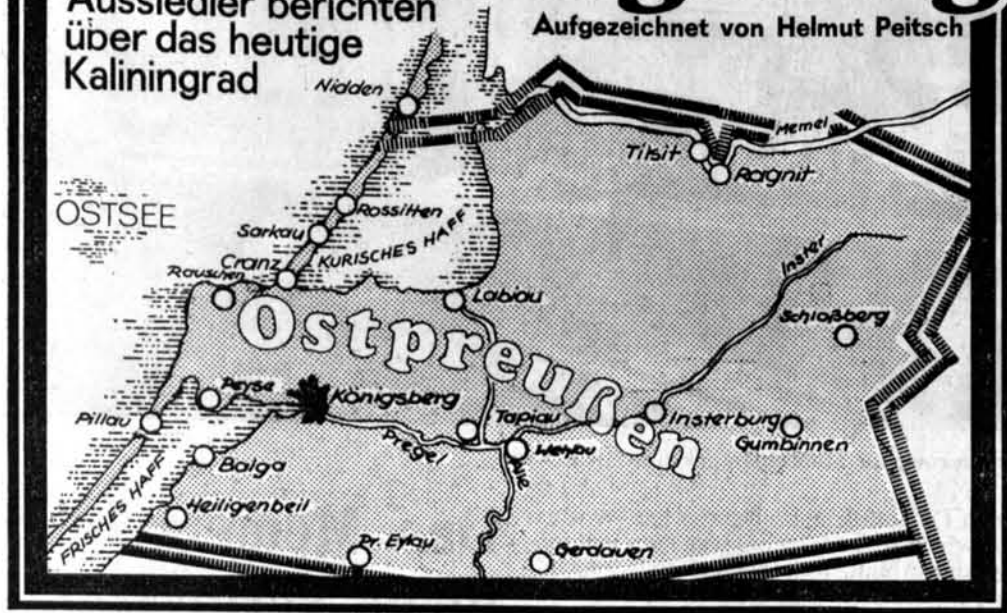 Aussiedler berichten
über das heutige
Kaliningrad
Aufgezeichnet von Helmut Peitsch
Nidden
Memel
Tilsit
Ragnit
OSTSEE
Rossitten
Sarkau
KURISCHES HAFF
Cranz
Rauschen
Inster
Labiau
Schloßberg
Ostpreußen
Peyse
Königsberg
Pillau
Tapiau
Insterburg
Pregel
Gumbinnen
Wehlau
Balga
Alle
FRISCHES HAFF
Heiligenbeil
Pr. Eylau
Gerdauen